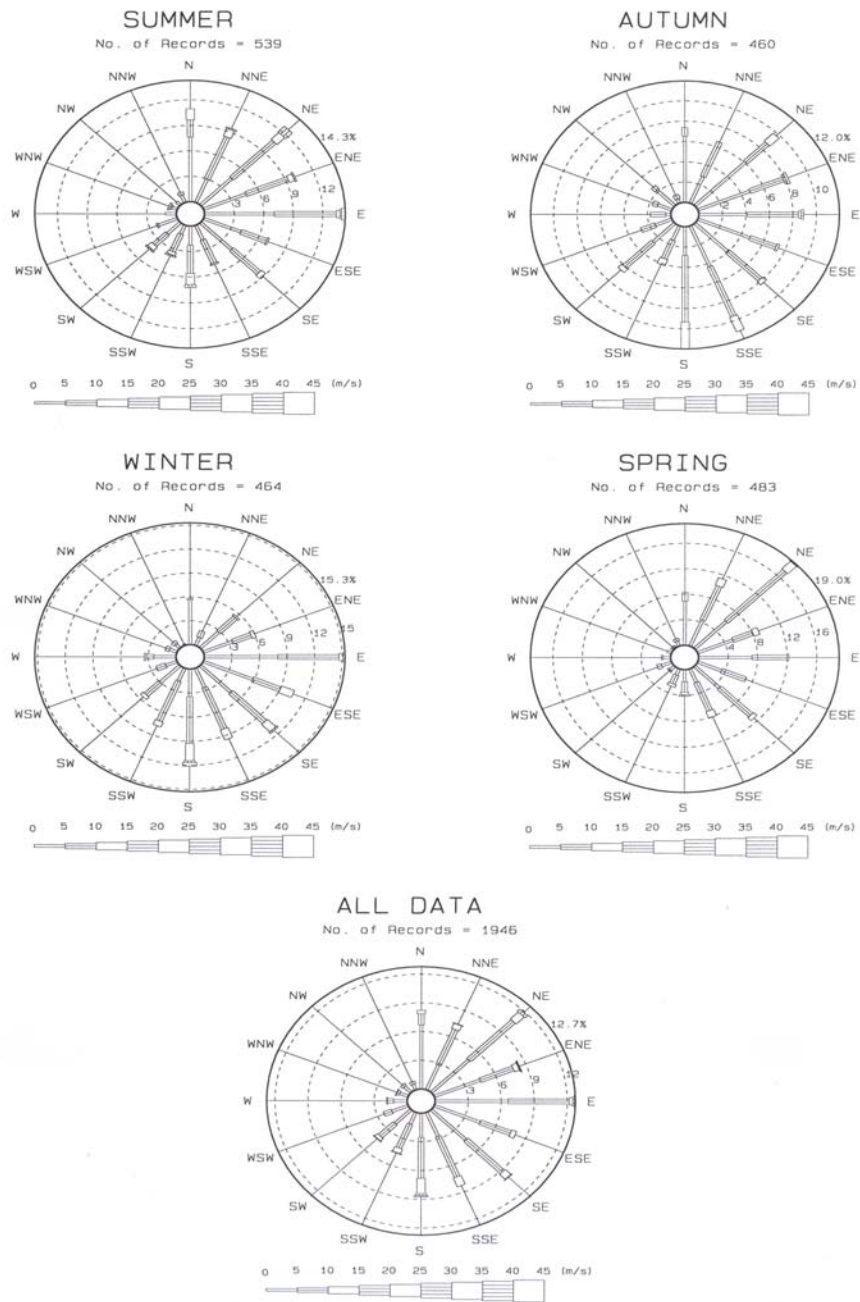 SUMMER
No. of Records = 539
N
NNW
NNE
NW
NE
14.3%
WNW
ENE
3
6
9
12
W
E
WSW
ESE
SW
SE
SSW
SSE
S
0 5 10 15 20 25 30 35 40 45 (m/s)
AUTUMN
No. of Records = 460
N
NNW
NNE
NW
NE
12.0%
WNW
ENE
2
4
6
8
10
W
E
WSW
ESE
SW
SE
SSW
SSE
S
0 5 10 15 20 25 30 35 40 45 (m/s)
WINTER
No. of Records = 464
N
NNW
NNE
NW
NE
15.3%
WNW
ENE
3
6
9
12
15
W
E
WSW
ESE
SW
SE
SSW
SSE
S
0 5 10 15 20 25 30 35 40 45 (m/s)
SPRING
No. of Records = 483
N
NNW
NNE
NW
NE
19.0%
WNW
ENE
4
8
12
16
W
E
WSW
ESE
SW
SE
SSW
SSE
S
0 5 10 15 20 25 30 35 40 45 (m/s)
ALL DATA
No. of Records = 1946
N
NNW
NNE
NW
NE
12.7%
WNW
ENE
3
6
9
12
W
E
WSW
ESE
SW
SE
SSW
SSE
S
0 5 10 15 20 25 30 35 40 45 (m/s)